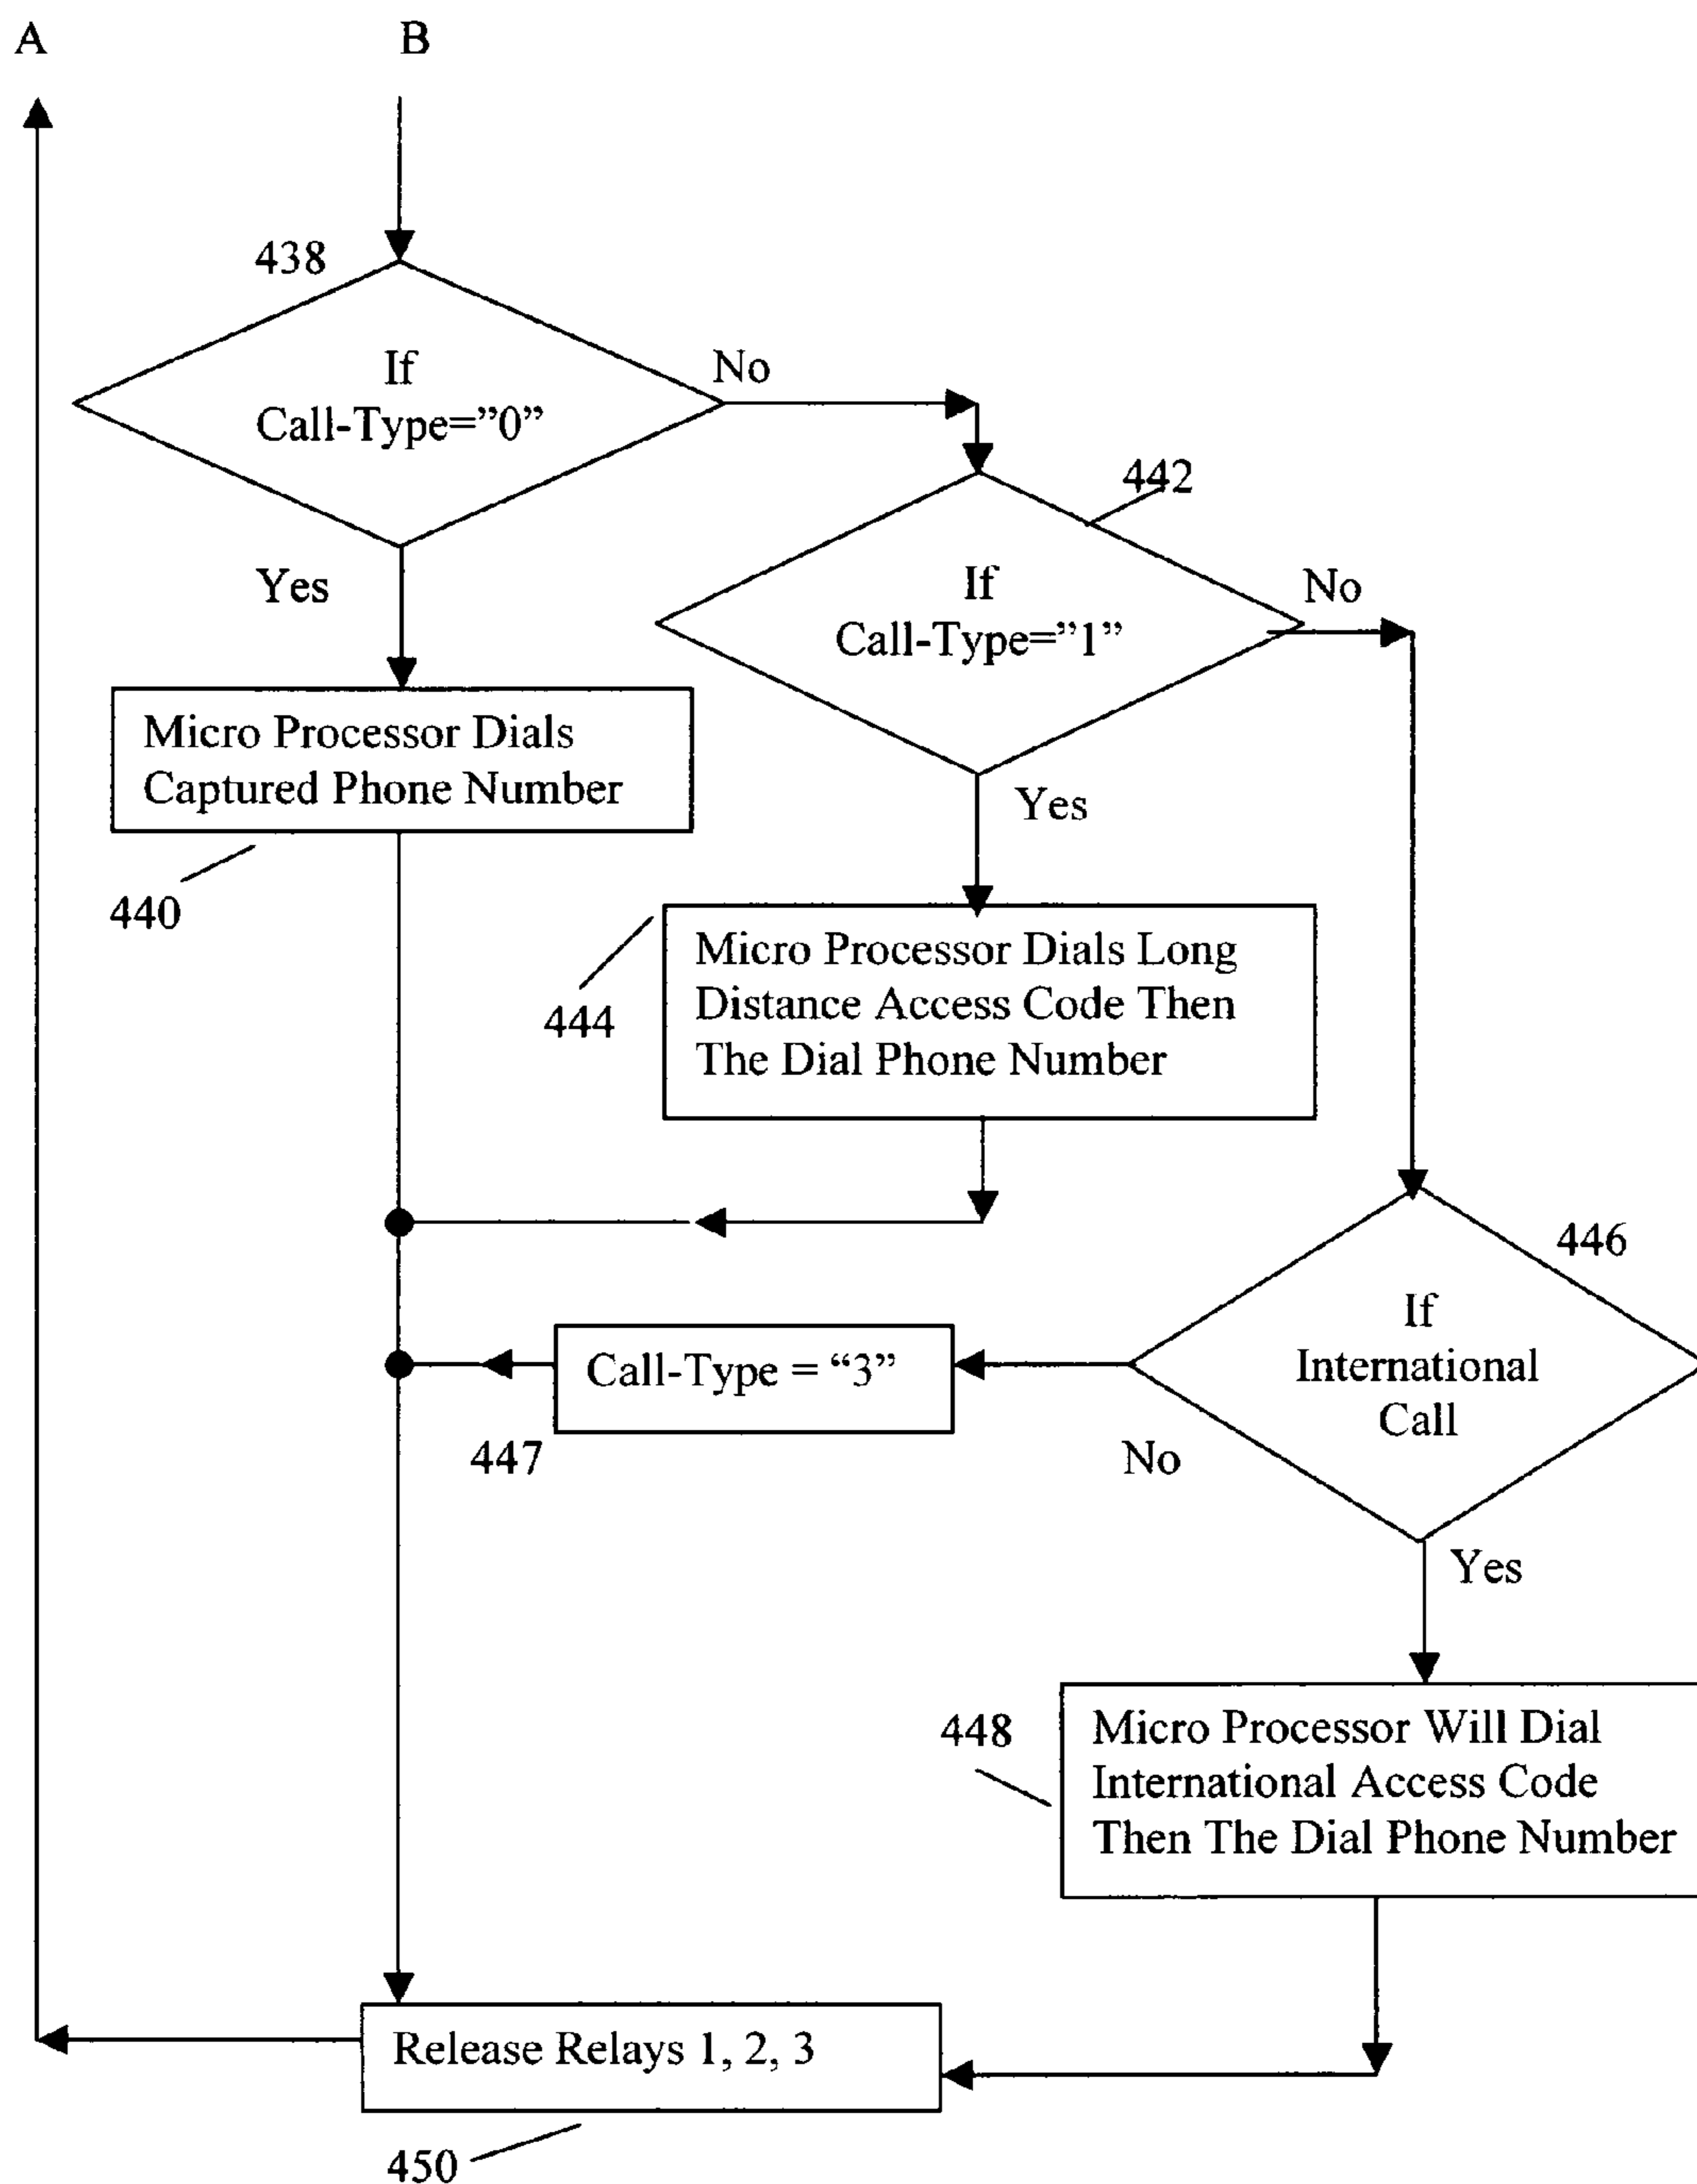 A
B
438
If
Call-Type=”0”
No
442
Yes
If
Call-Type=”1”
No
Micro Processor Dials
Captured Phone Number
Yes
440
444
Micro Processor Dials Long
Distance Access Code Then
The Dial Phone Number
446
If
International
Call
Call-Type = “3”
447
No
Yes
448
Micro Processor Will Dial
International Access Code
Then The Dial Phone Number
Release Relays 1, 2, 3
450